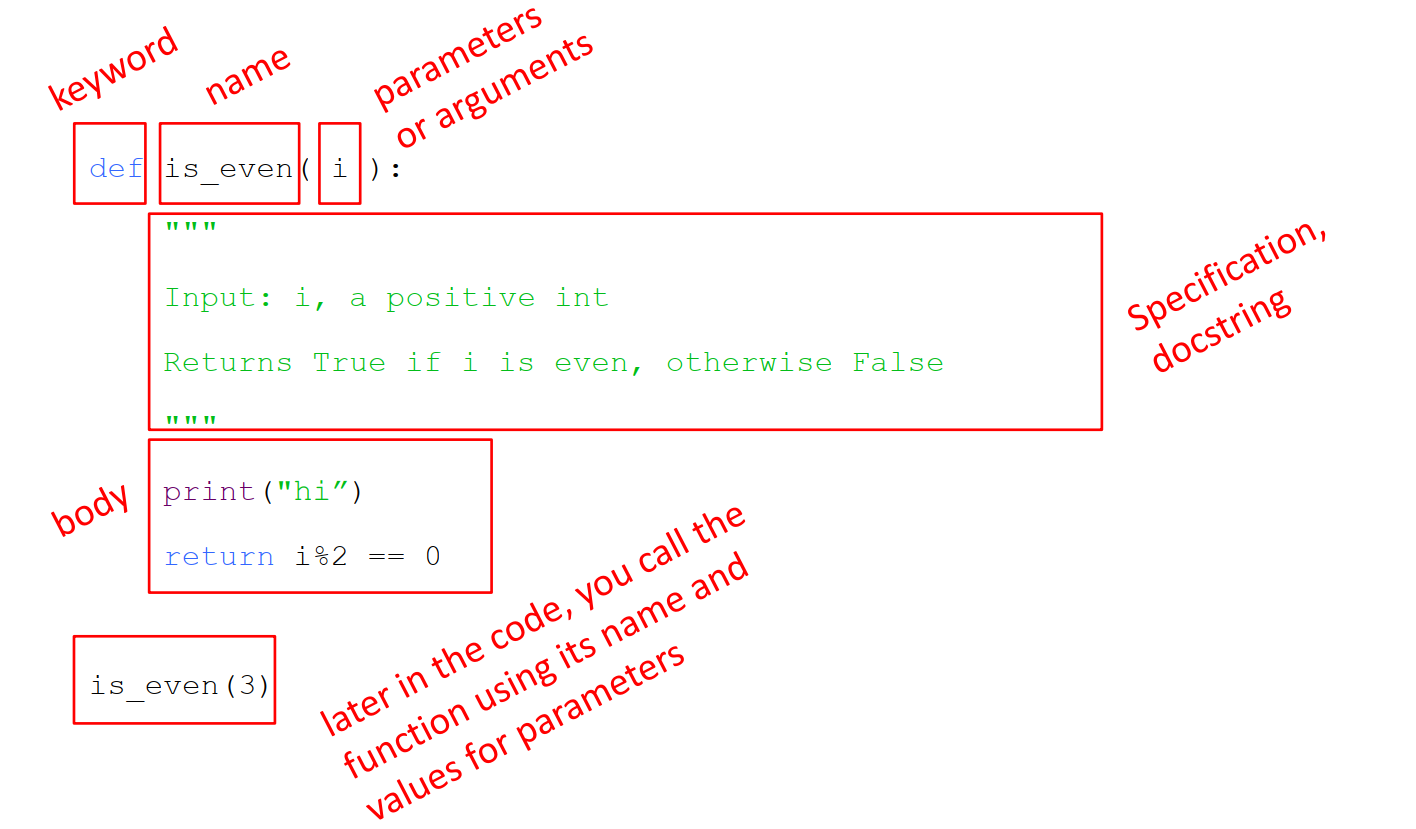 keyword
name
parameters
or arguments
def is_even( i ):
"""
Input: i, a positive int
Returns True if i is even, otherwise False
"""
Specification,
docstring
body
print("hi”)
return i%2 == 0
later in the code, you call the
function using its name and
values for parameters
is_even(3)